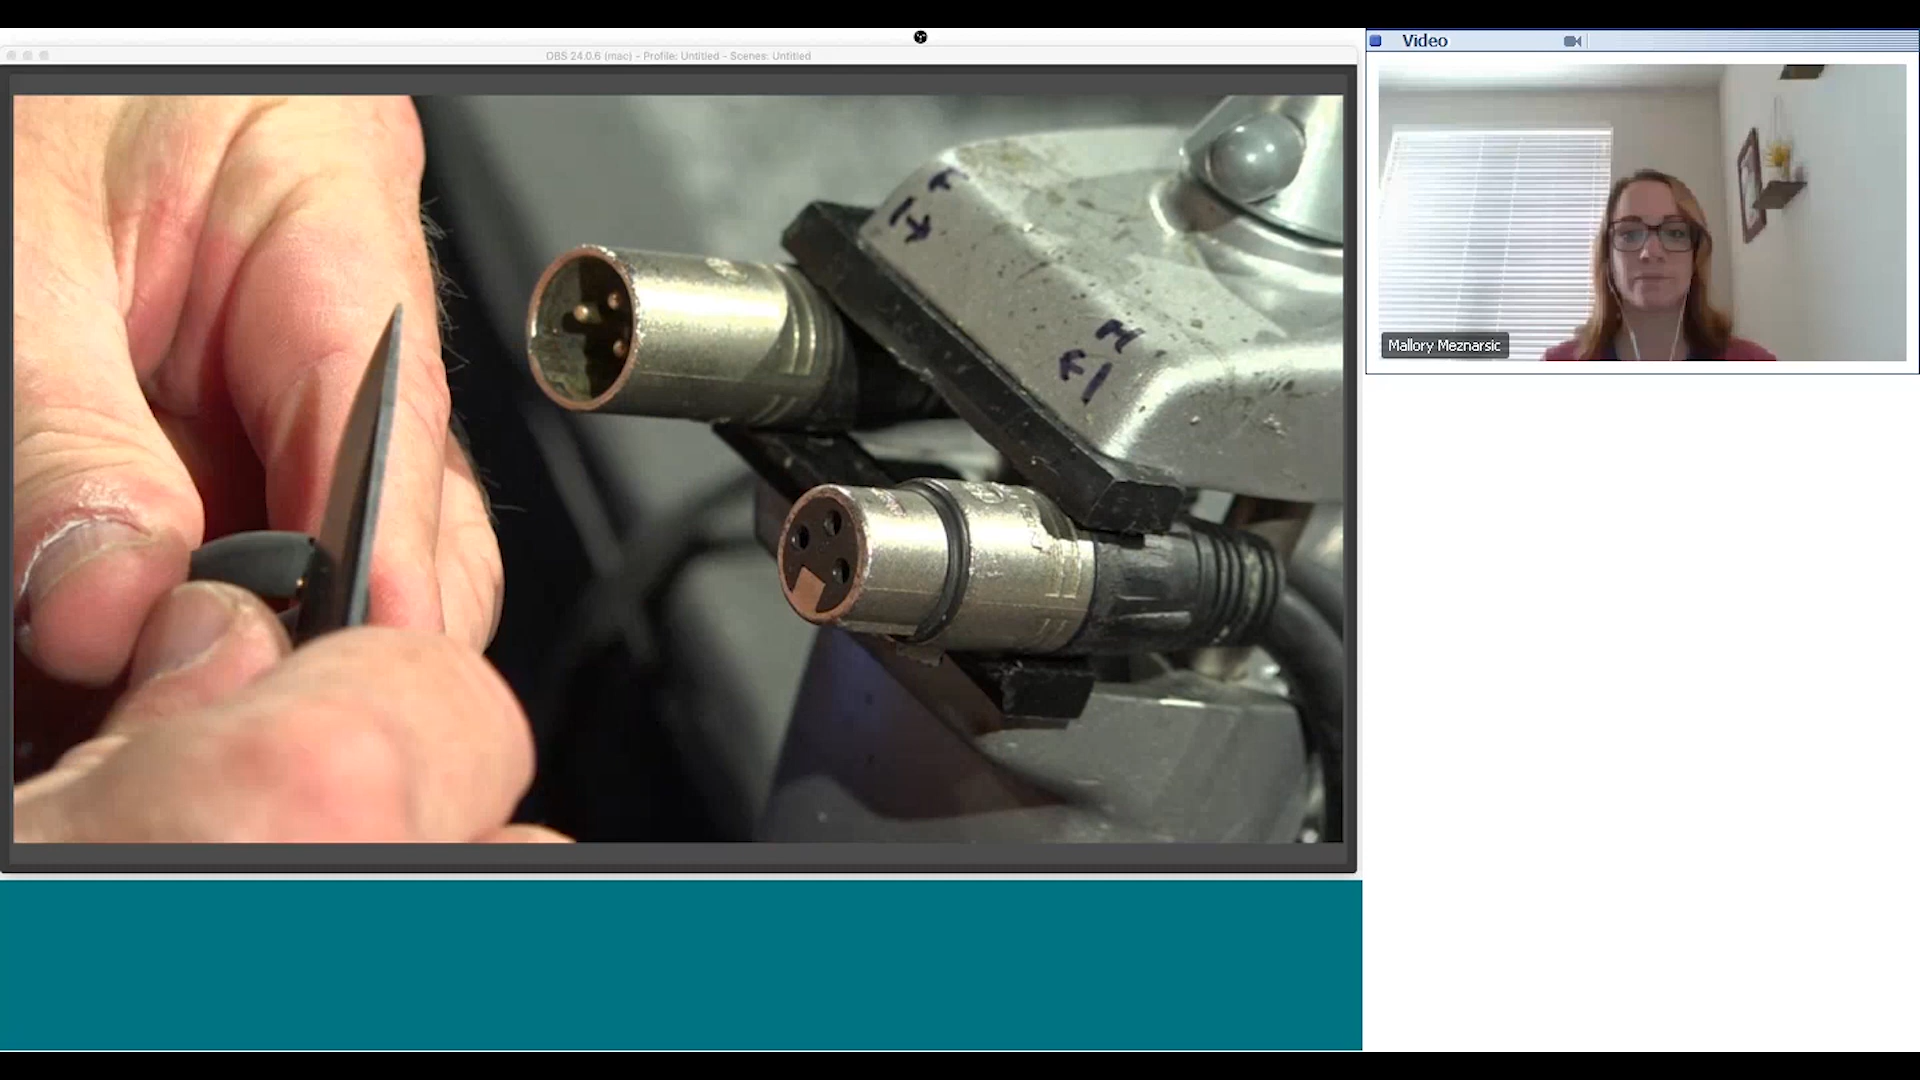 OBS 24.0.6 (mac) - Profile: Untitled - Scenes: Untitled
Video
Mallory Meznarsic